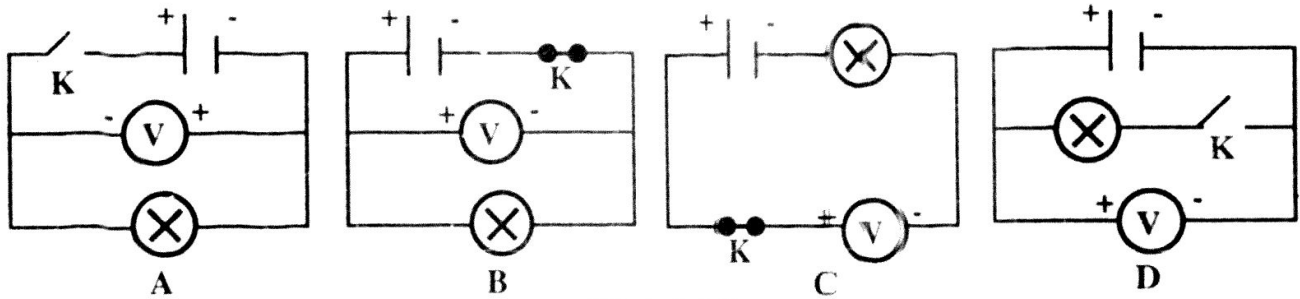 + - K
- V +
A
+ - K
+ V -
B
+ -
K + V -
C
+ -
K
+ V -
D